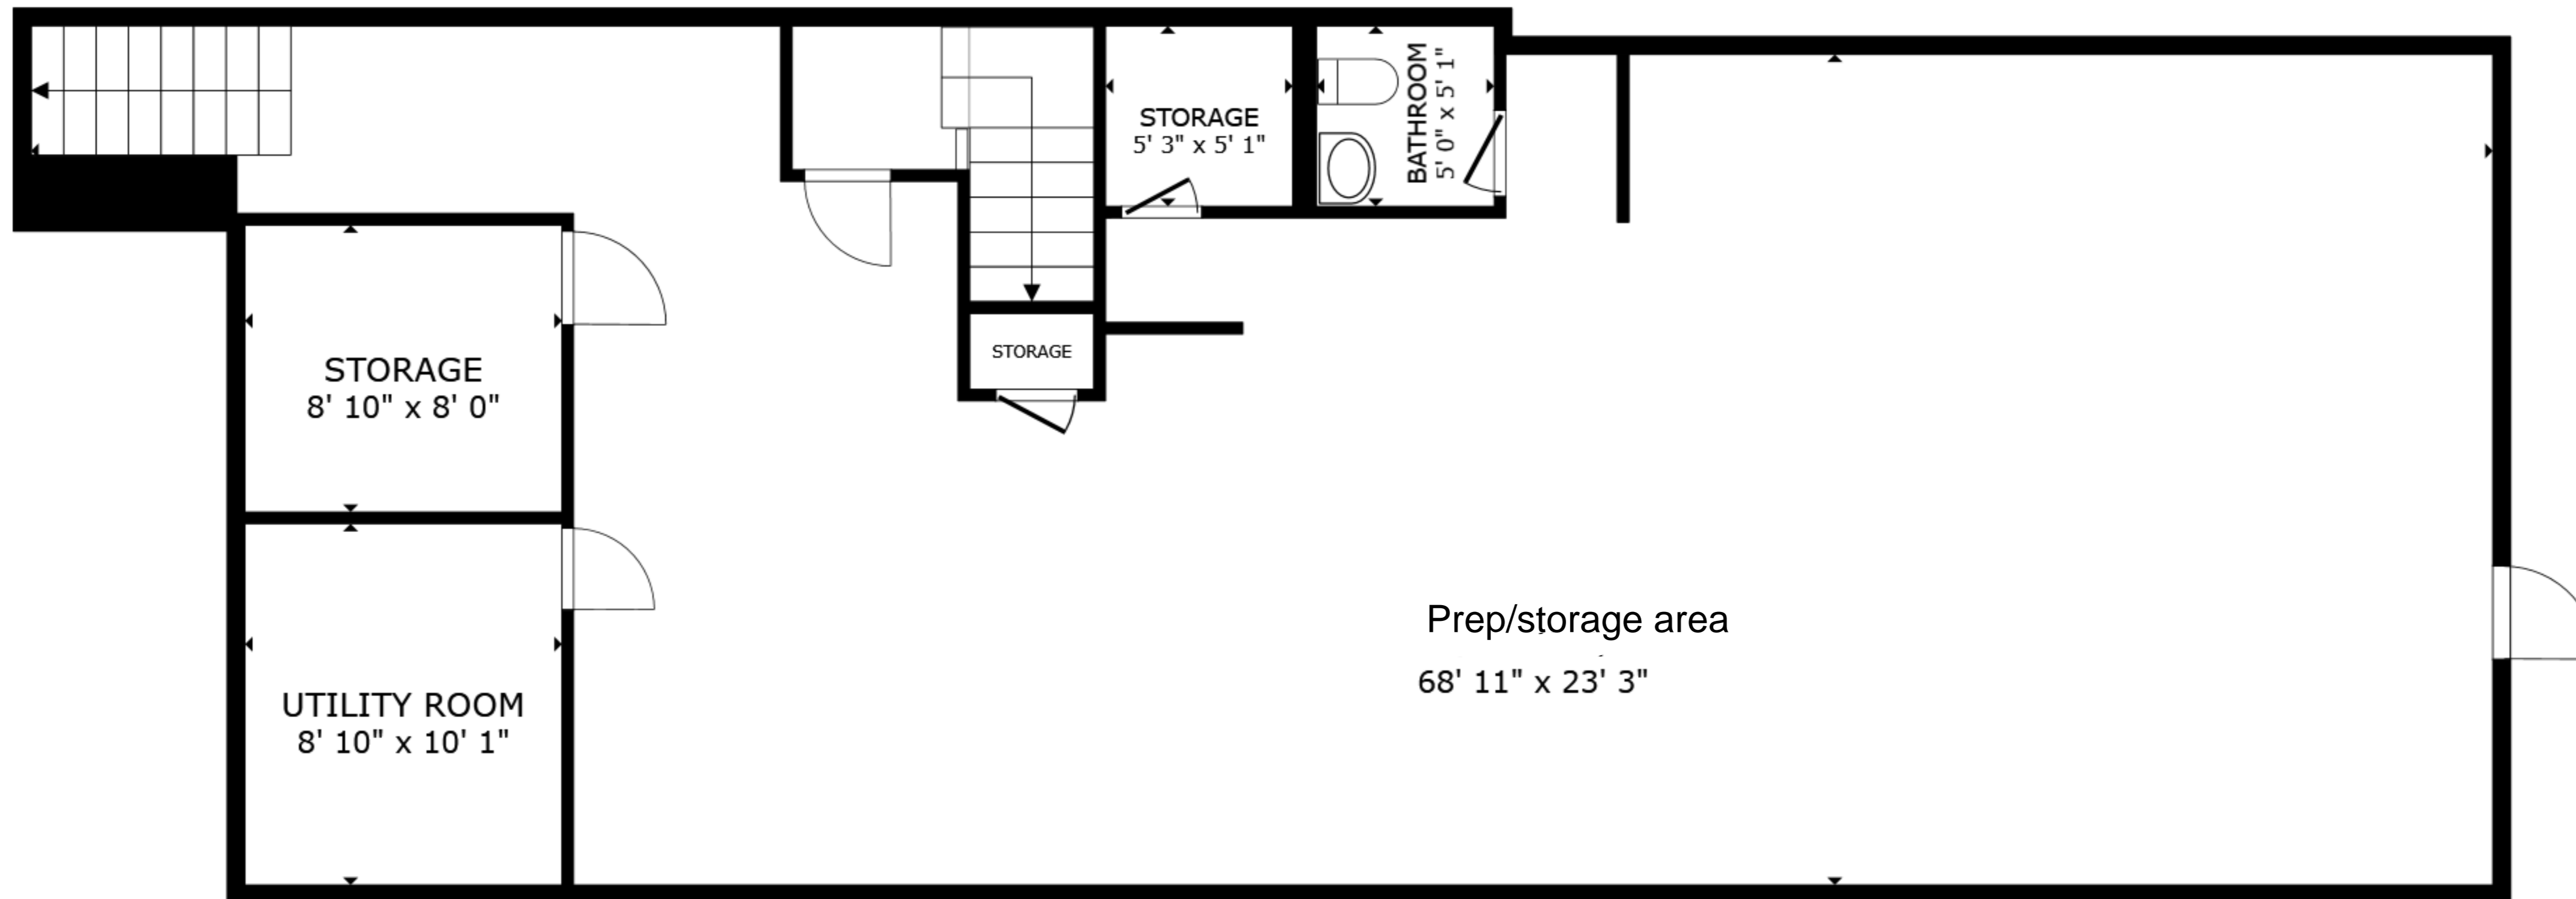 STORAGE
5' 3" x 5' 1"
BATHROOM
5' 0" x 5' 1"
STORAGE
STORAGE
8' 10" x 8' 0"
UTILITY ROOM
8' 10" x 10' 1"
Prep/storage area
68' 11" x 23' 3"